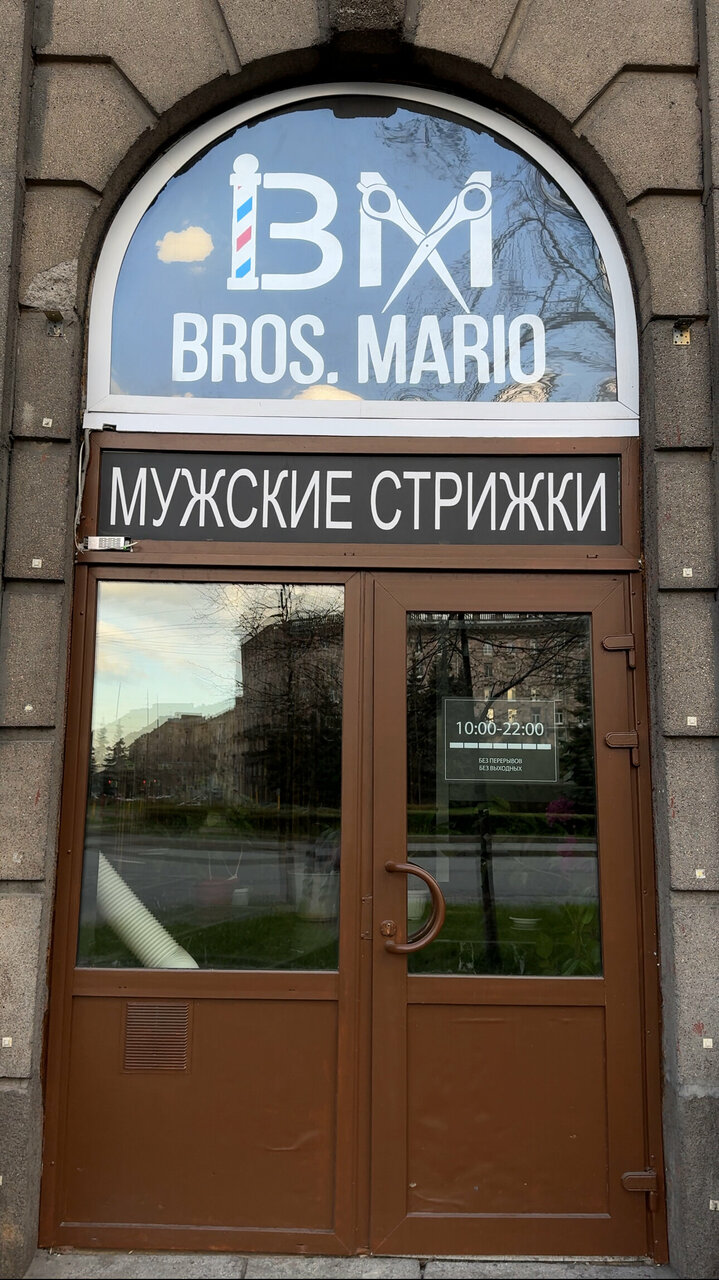 BM
BROS. MARIO
МУЖСКИЕ СТРИЖКИ
10:00-22:00
БЕЗ ПЕРЕРЫВОВ
БЕЗ ВЫХОДНЫХ